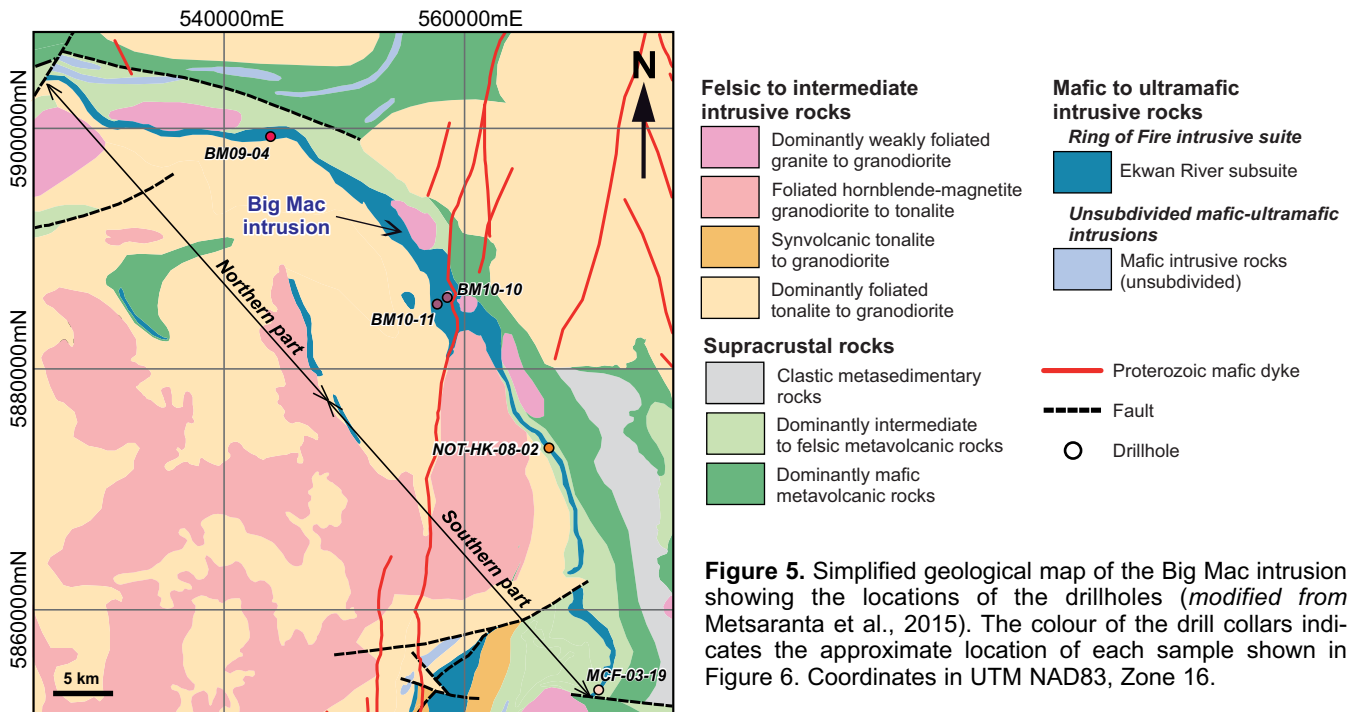 540000mE
560000mE
5900000mN
5880000mN
5860000mN
N
BM09-04
Big Mac
intrusion
BM10-10
BM10-11
Northern part
NOT-HK-08-02
Southern part
MCF-03-19
5 km
Felsic to intermediate
intrusive rocks
Dominantly weakly foliated
granite to granodiorite
Foliated hornblende-magnetite
granodiorite to tonalite
Synvolcanic tonalite
to granodiorite
Dominantly foliated
tonalite to granodiorite
Supracrustal rocks
Clastic metasedimentary
rocks
Dominantly intermediate
to felsic metavolcanic rocks
Dominantly mafic
metavolcanic rocks
Mafic to ultramafic
intrusive rocks
Ring of Fire intrusive suite
Ekwan River subsuite
Unsubdivided mafic-ultramafic
intrusions
Mafic intrusive rocks
(unsubdivided)
Proterozoic mafic dyke
Fault
Drillhole
Figure 5. Simplified geological map of the Big Mac intrusion
showing the locations of the drillholes (modified from
Metsaranta et al., 2015). The colour of the drill collars indi-
cates the approximate location of each sample shown in
Figure 6. Coordinates in UTM NAD83, Zone 16.